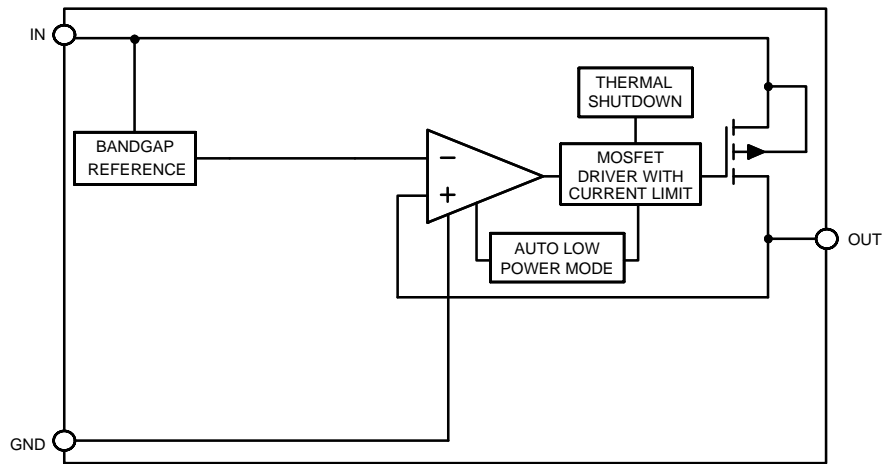 IN
THERMAL
SHUTDOWN
BANDGAP
REFERENCE
−
+
MOSFET
DRIVER WITH
CURRENT LIMIT
AUTO LOW
POWER MODE
OUT
GND